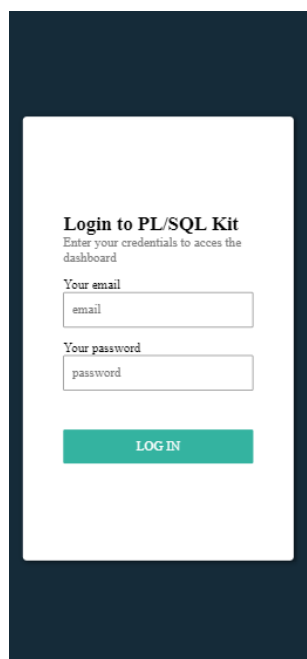 Login to PL/SQL Kit
Enter your credentials to acces the
dashboard
Your email
email
Your password
password
LOG IN